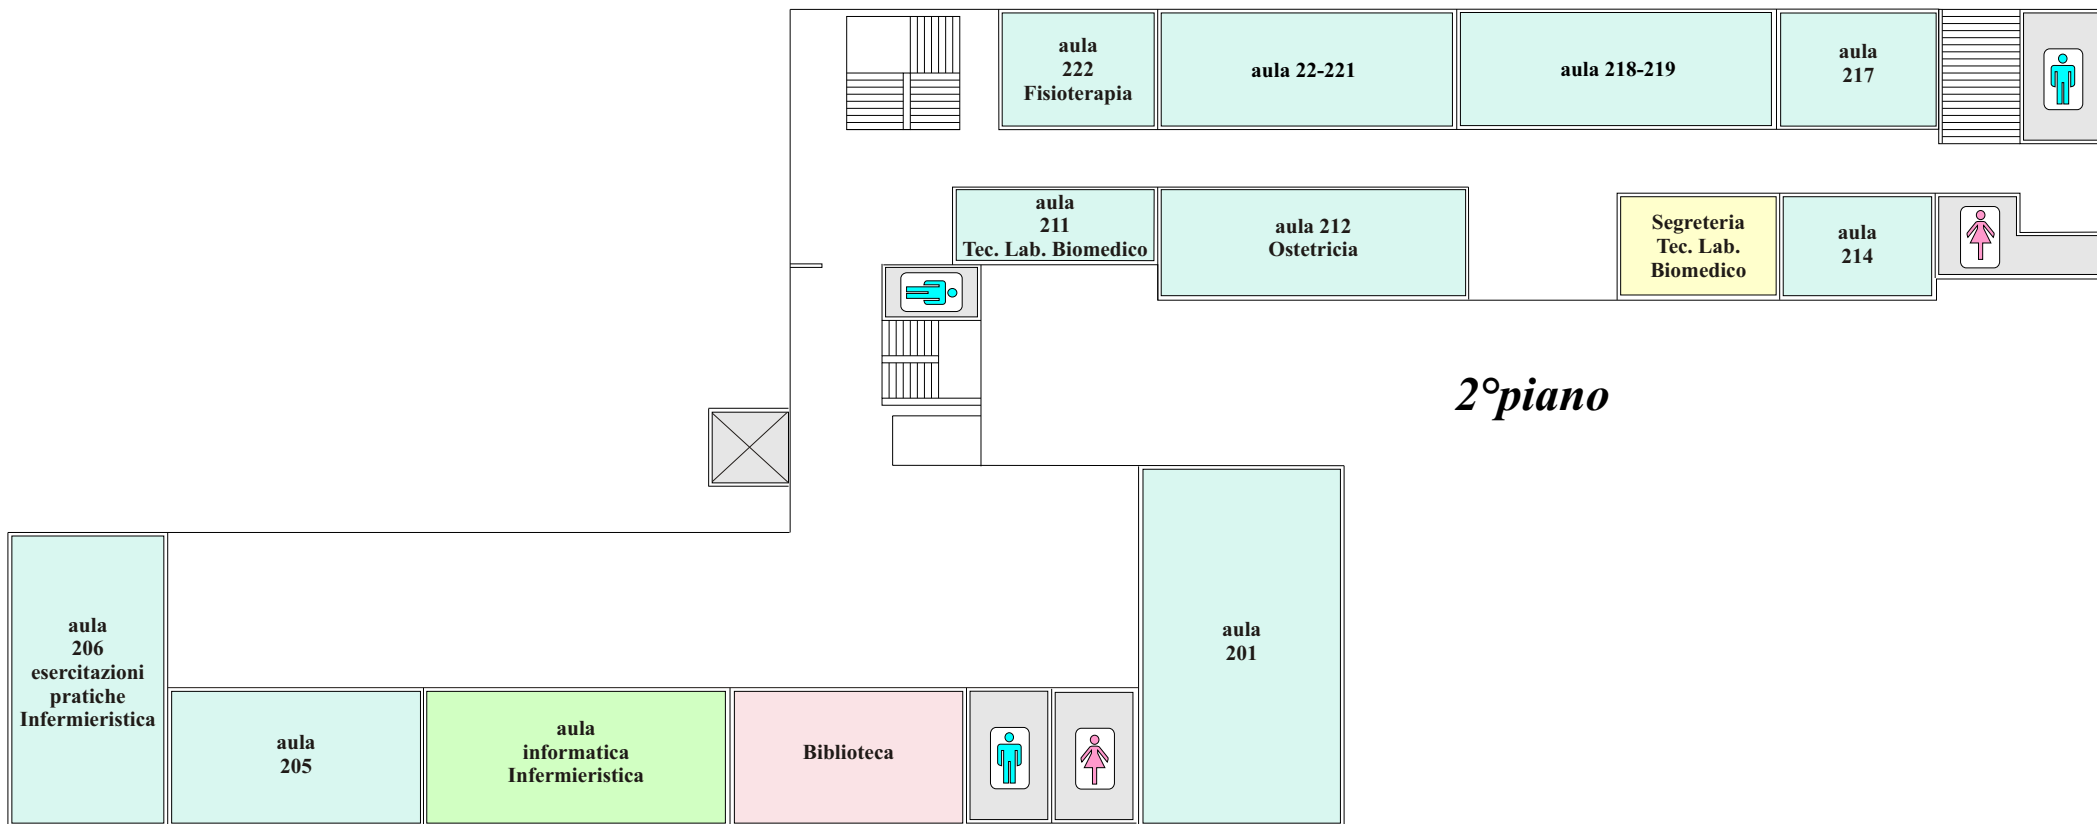 aula
222
Fisioterapia
aula 22-221
aula 218-219
aula
217
aula
211
Tec. Lab. Biomedico
aula 212
Ostetricia
Segreteria
Tec. Lab.
Biomedico
aula
214
2°piano
aula
201
aula
206
esercitazioni
pratiche
Infermieristica
aula
205
aula
informatica
Infermieristica
Biblioteca